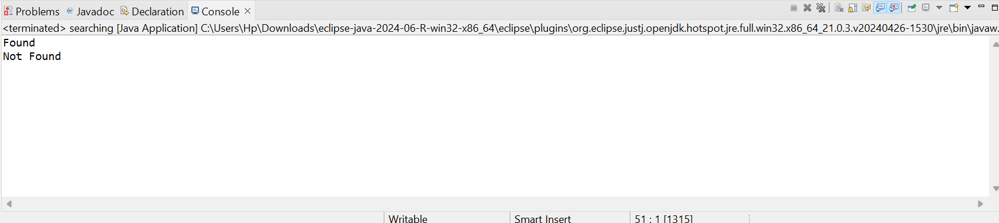 Problems @ Javadoc Declaration Console
<terminated> searching [Java Application] C:\Users\Hp\Downloads\eclipse-java-2024-06-R-win32-x86_64\eclipse\plugins\org.eclipse.justj.openjdk.hotspot.jre.full.win32.x86_64_21.0.3.v20240426-1530\jre\bin\javaw.
Found
Not Found
Writable Smart Insert 51 : 1 [1315]